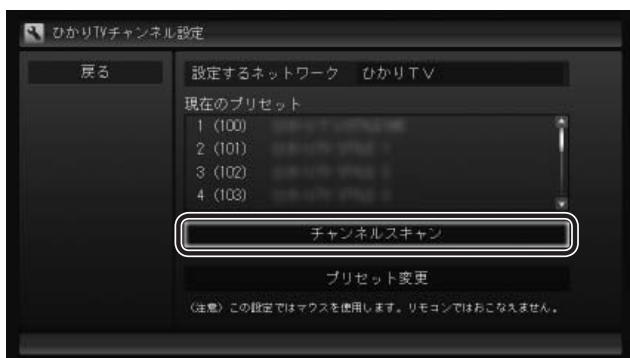 ひかりTVチャンネル設定
戻る
設定するネットワーク ひかりTV
現在のプリセット
1 (100)
2 (101)
3 (102)
4 (103)
チャンネルスキャン
プリセット変更
〈注意〉この設定ではマウスを使用します。リモコンではおこなえません。